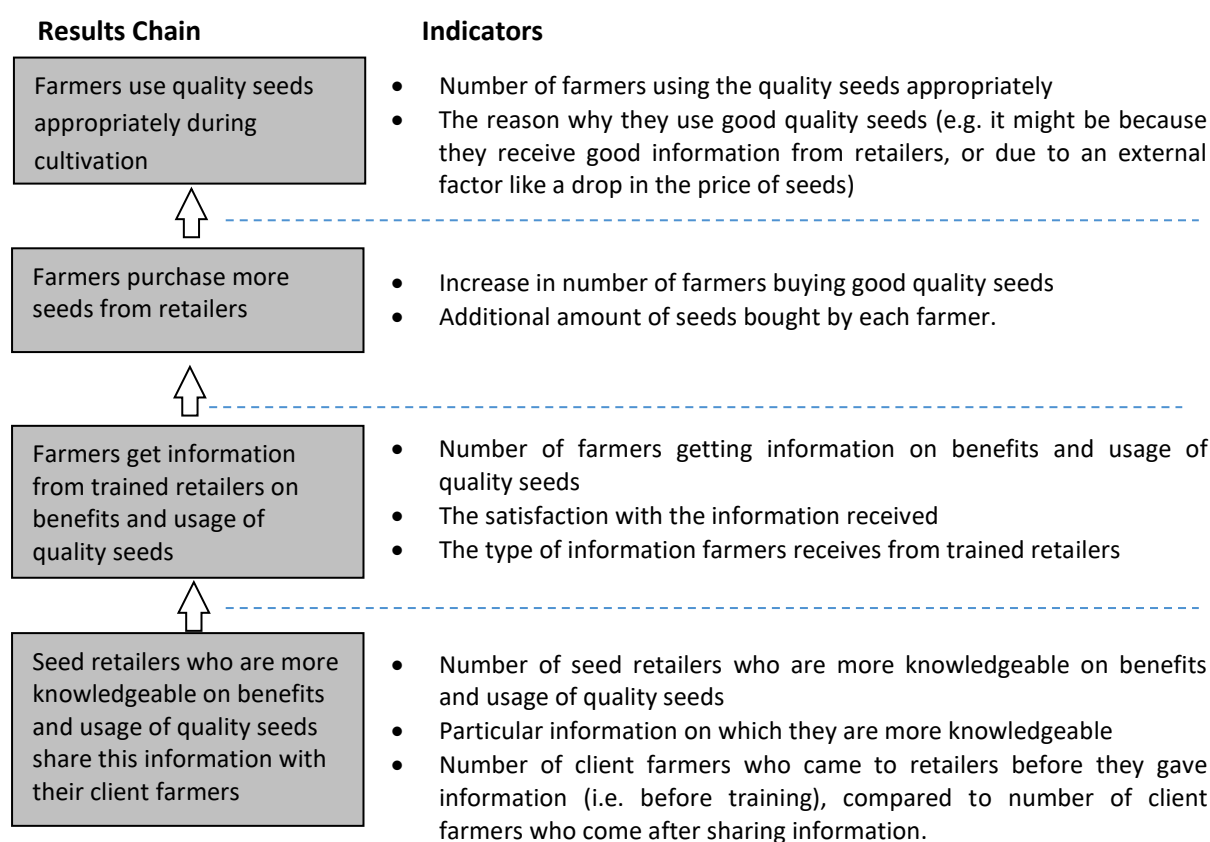 Results Chain
Indicators
Farmers use quality seeds
appropriately during
cultivation
• Number of farmers using the quality seeds appropriately
• The reason why they use good quality seeds (e.g. it might be because
they receive good information from retailers, or due to an external
factor like a drop in the price of seeds)
Farmers purchase more
seeds from retailers
• Increase in number of farmers buying good quality seeds
• Additional amount of seeds bought by each farmer.
Farmers get information
from trained retailers on
benefits and usage of
quality seeds
• Number of farmers getting information on benefits and usage of
quality seeds
• The satisfaction with the information received
• The type of information farmers receives from trained retailers
Seed retailers who are more
knowledgeable on benefits
and usage of quality seeds
share this information with
their client farmers
• Number of seed retailers who are more knowledgeable on benefits
and usage of quality seeds
• Particular information on which they are more knowledgeable
• Number of client farmers who came to retailers before they gave
information (i.e. before training), compared to number of client
farmers who come after sharing information.